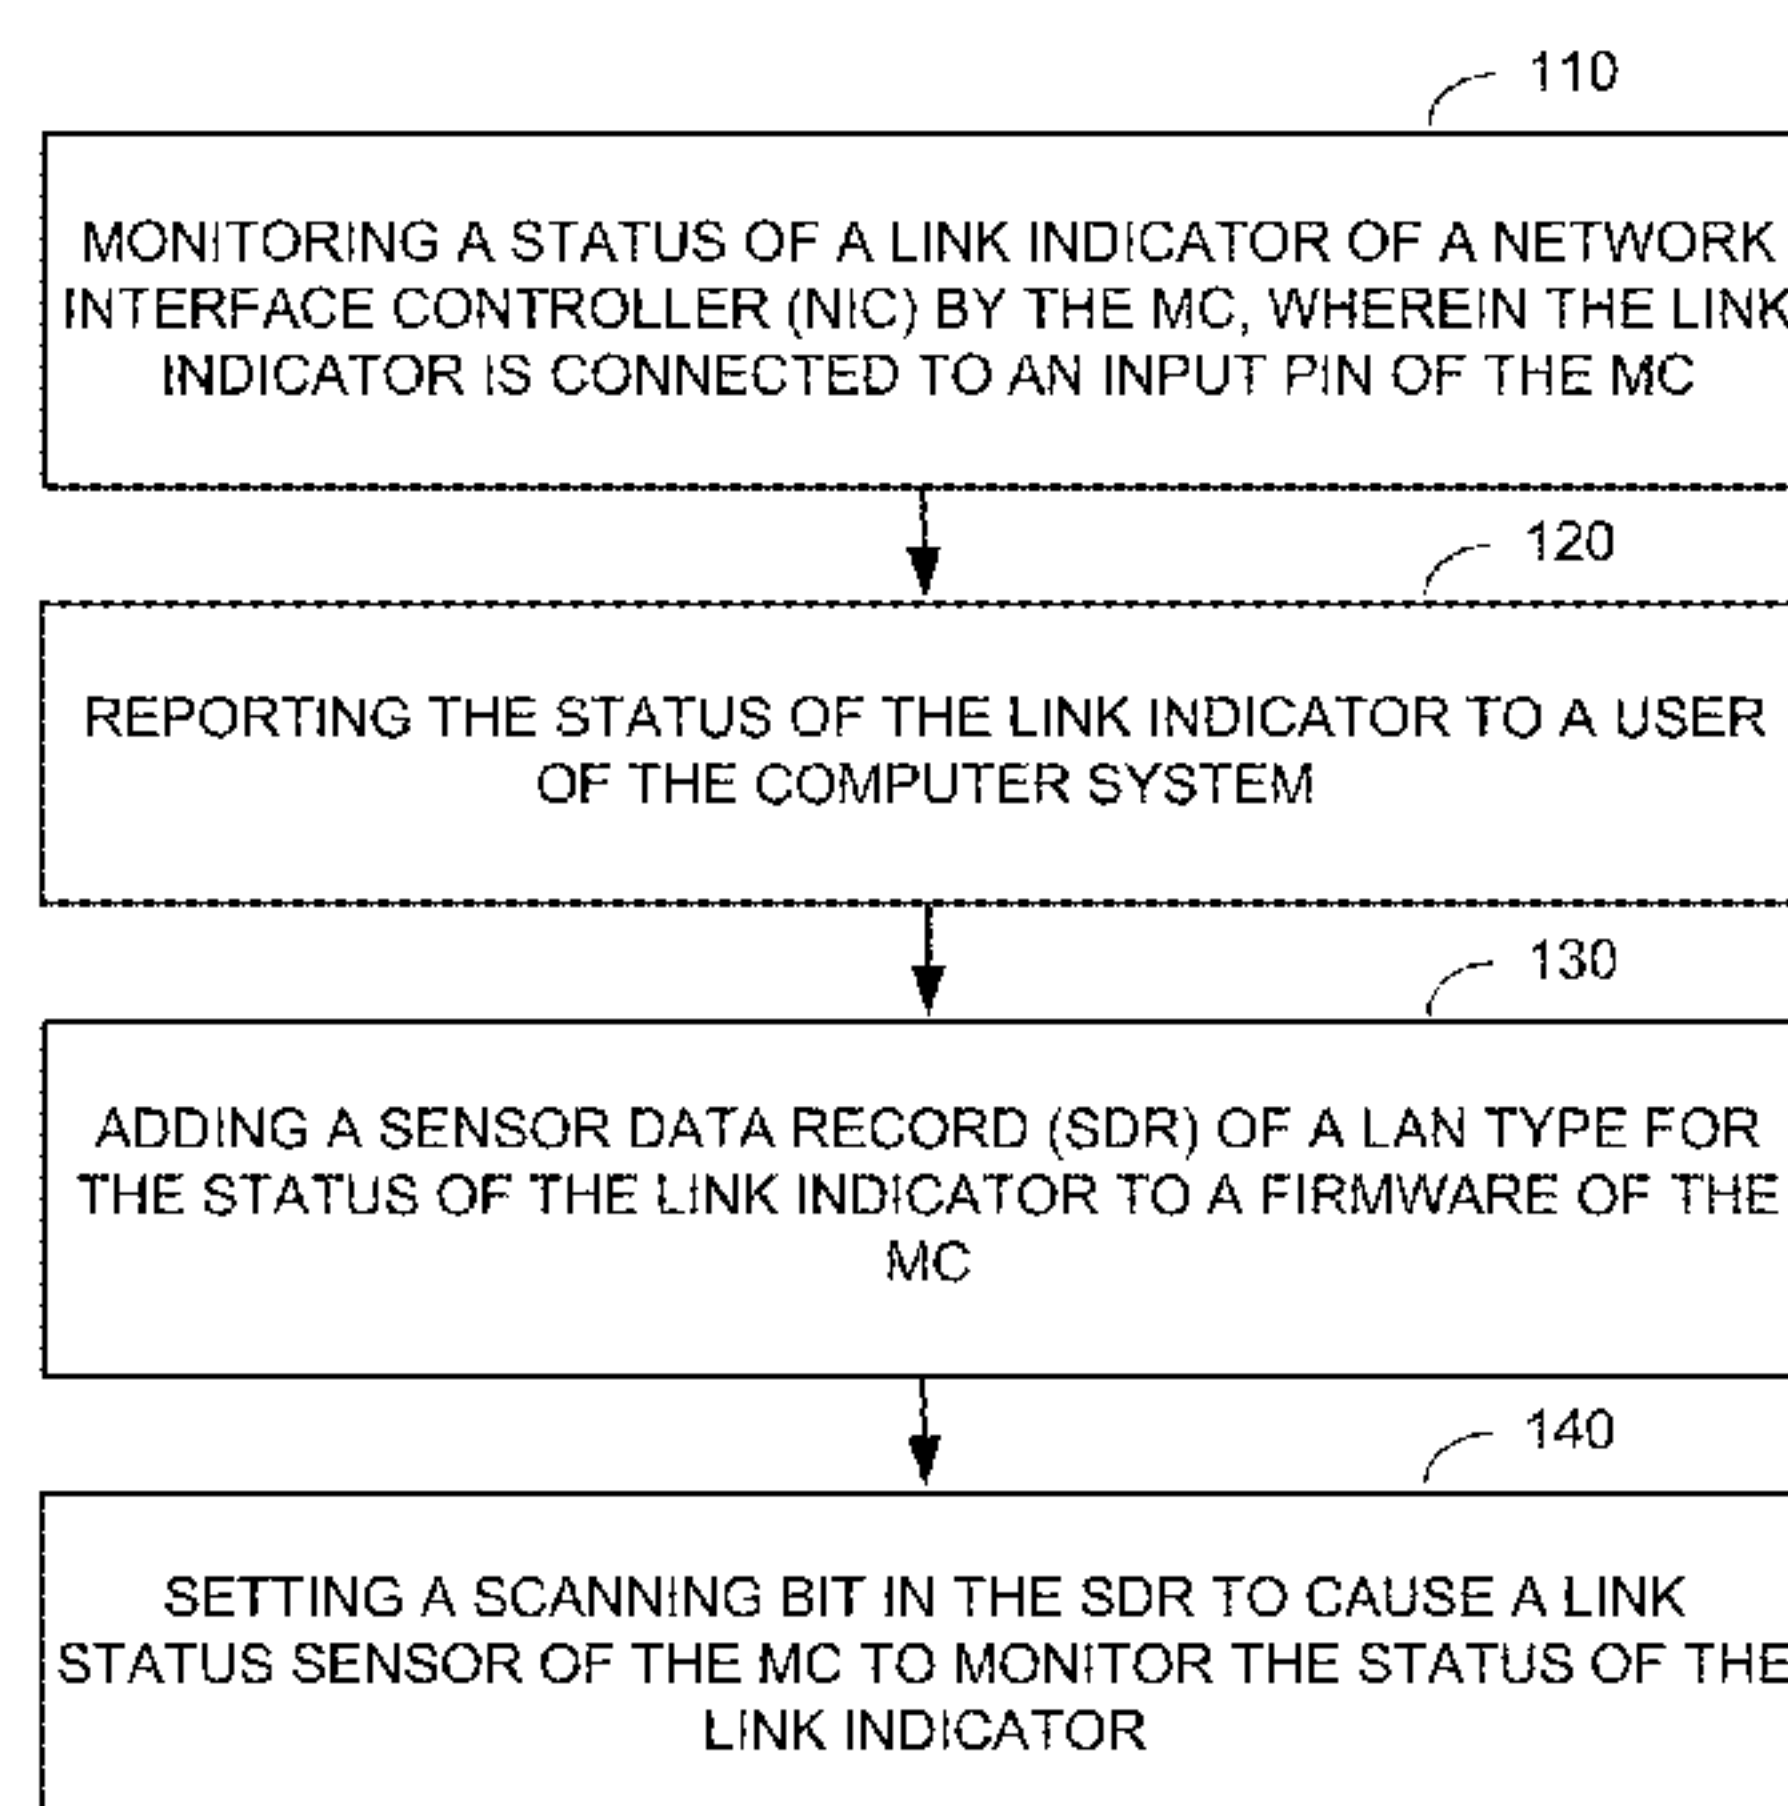 110
MONITORING A STATUS OF A LINK INDICATOR OF A NETWORK
INTERFACE CONTROLLER (NIC) BY THE MC, WHEREIN THE LINK
INDICATOR IS CONNECTED TO AN INPUT PIN OF THE MC
120
REPORTING THE STATUS OF THE LINK INDICATOR TO A USER
OF THE COMPUTER SYSTEM
130
ADDING A SENSOR DATA RECORD (SDR) OF A LAN TYPE FOR
THE STATUS OF THE LINK INDICATOR TO A FIRMWARE OF THE
MC
140
SETTING A SCANNING BIT IN THE SDR TO CAUSE A LINK
STATUS SENSOR OF THE MC TO MONITOR THE STATUS OF THE
LINK INDICATOR